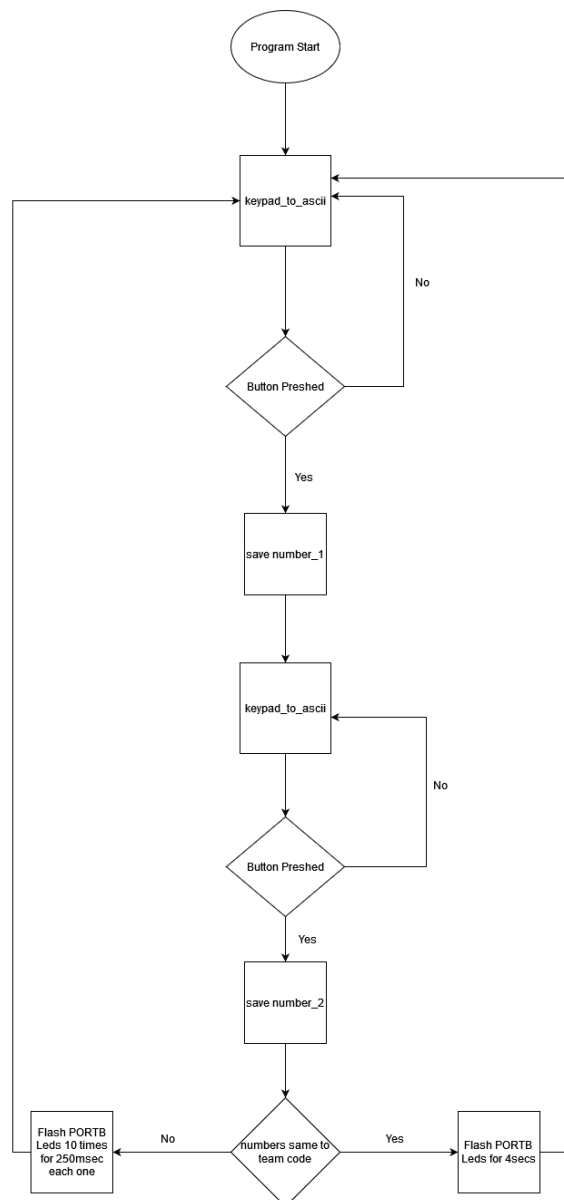 Program Start
keypad_to_ascii
No
Button Preshed
Yes
save number_1
keypad_to_ascii
No
Button Preshed
Yes
save number_2
Flash PORTB
Leds 10 times
for 250msec
each one
No
numbers same to
team code
Yes
Flash PORTB
Leds for 4secs